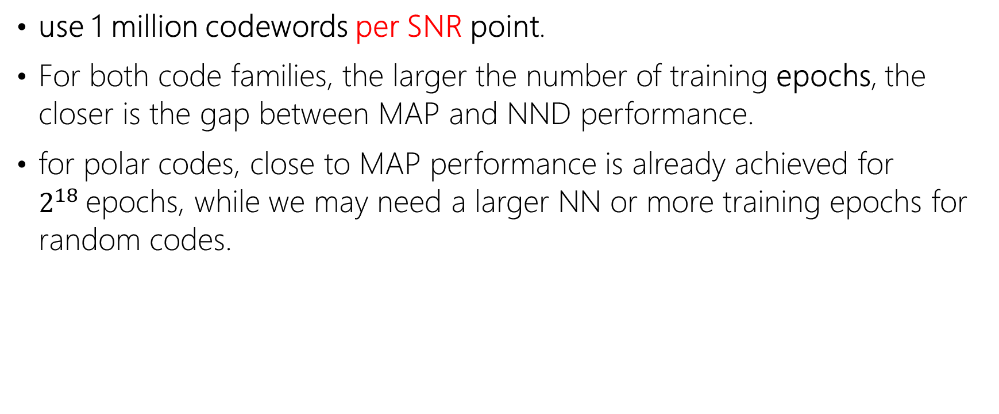 • use 1 million codewords per SNR point.
• For both code families, the larger the number of training epochs, the
closer is the gap between MAP and NND performance.
• for polar codes, close to MAP performance is already achieved for
2¹⁸ epochs, while we may need a larger NN or more training epochs for
random codes.